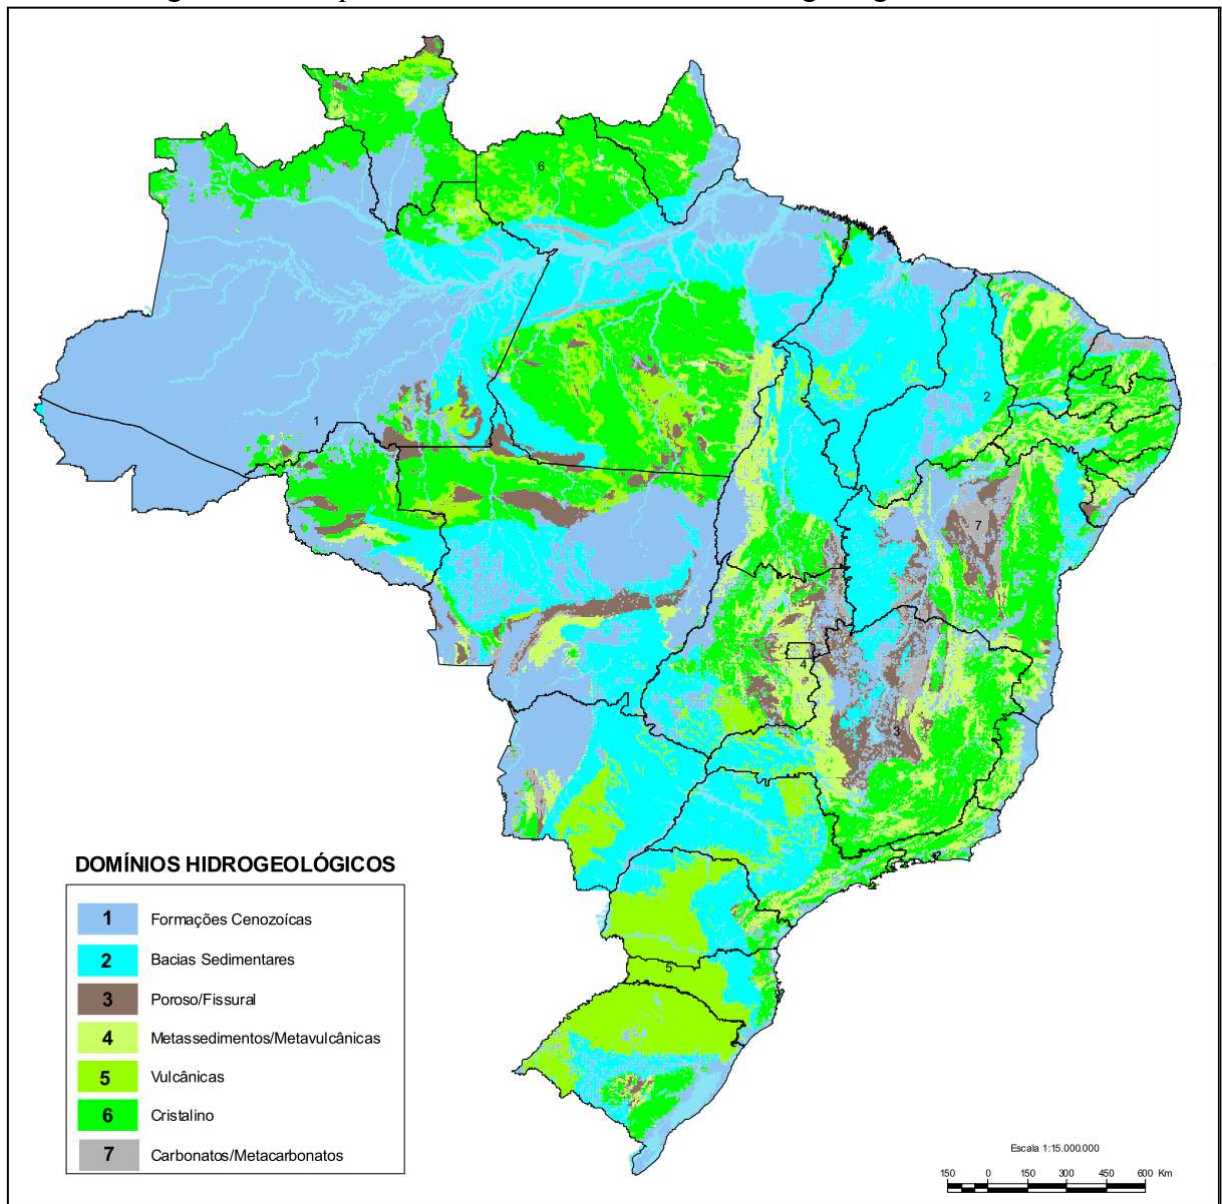 6
1
2
7
4
3
5
DOMÍNIOS HIDROGEOLÓGICOS
1 Formações Cenozoícas
2 Bacias Sedimentares
3 Poroso/Fissural
4 Metassedimentos/Metavulcânicas
5 Vulcânicas
6 Cristalino
7 Carbonatos/Metacarbonatos
Escala 1:15.000.000
150 0 150 300 450 600 Km